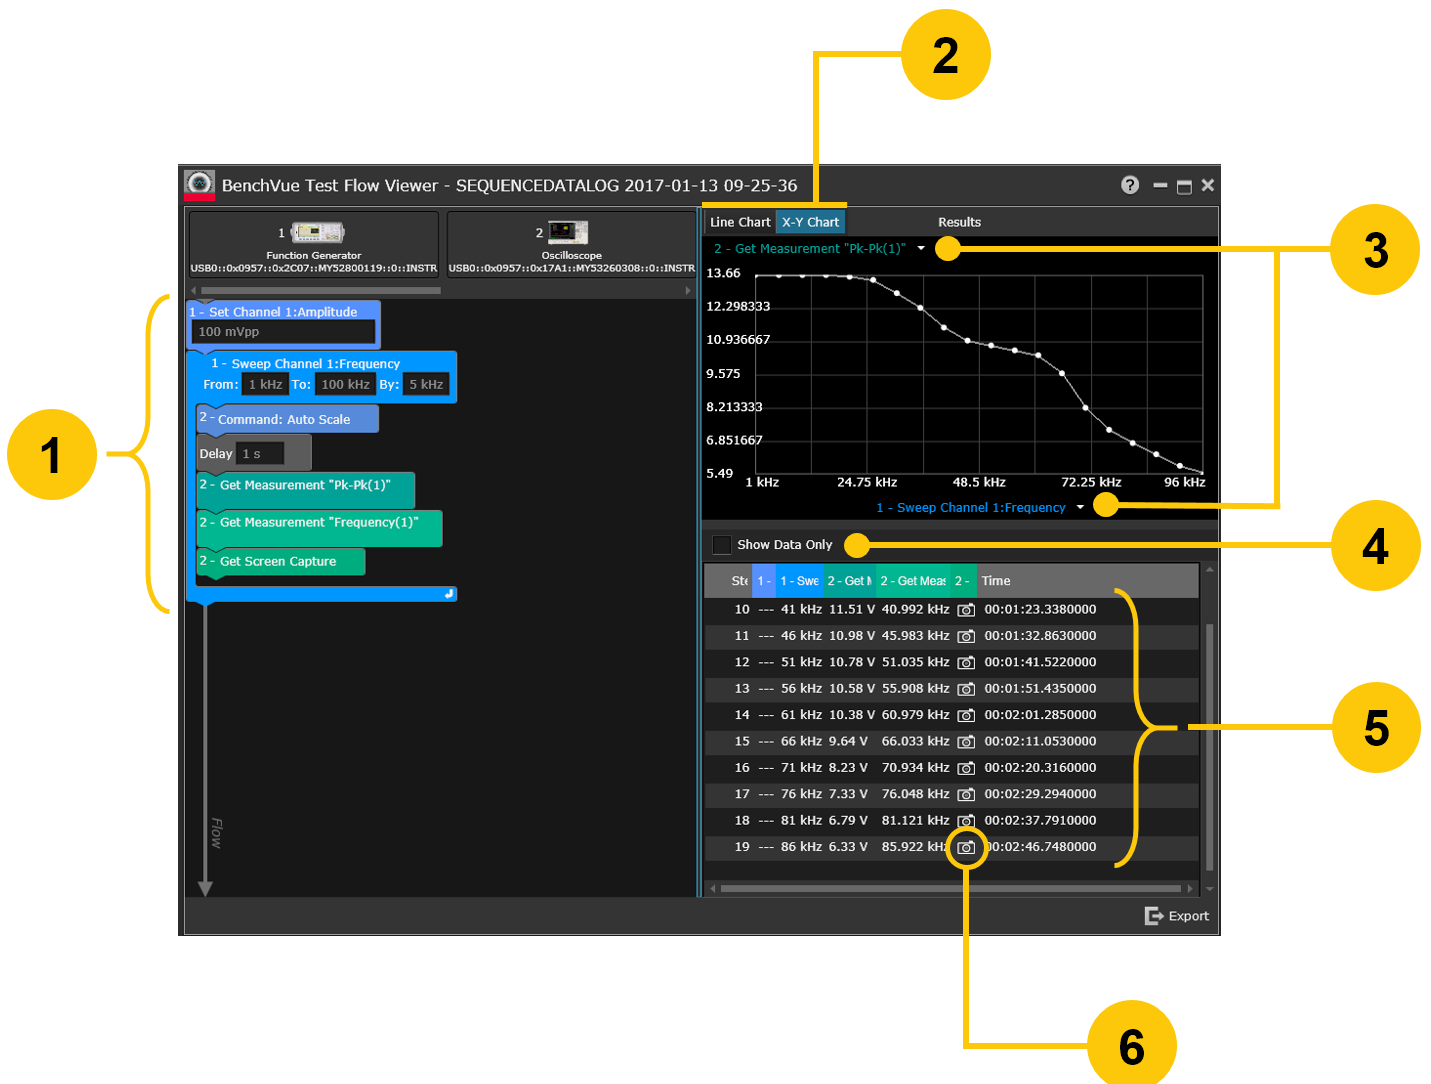 2
BenchVue Test Flow Viewer - SEQUENCEDATALOG 2017-01-13 09-25-36
?
1
Function Generator
USB0::0x0957::0x2C07::MY52800119::0::INSTR
2
Oscilloscope
USB0::0x0957::0x17A1::MY53260308::0::INSTR
1
1 - Set Channel 1:Amplitude
100 mVpp
1 - Sweep Channel 1:Frequency
From: 1 kHz To: 100 kHz By: 5 kHz
2 - Command: Auto Scale
Delay 1 s
2 - Get Measurement "Pk-Pk(1)"
2 - Get Measurement "Frequency(1)"
2 - Get Screen Capture
Flow
Line Chart X-Y Chart Results
2 - Get Measurement "Pk-Pk(1)"
3
13.66
12.298333
10.936667
9.575
8.213333
6.851667
5.49
1 kHz 24.75 kHz 48.5 kHz 72.25 kHz 96 kHz
1 - Sweep Channel 1:Frequency
Show Data Only
4
Ste 1 - 1 - Swe 2 - Get M 2 - Get Meas 2 - Time
10 --- 41 kHz 11.51 V 40.992 kHz 00:01:23.3380000
11 --- 46 kHz 10.98 V 45.983 kHz 00:01:32.8630000
12 --- 51 kHz 10.78 V 51.035 kHz 00:01:41.5220000
13 --- 56 kHz 10.58 V 55.908 kHz 00:01:51.4350000
14 --- 61 kHz 10.38 V 60.979 kHz 00:02:01.2850000
15 --- 66 kHz 9.64 V 66.033 kHz 00:02:11.0530000
16 --- 71 kHz 8.23 V 70.934 kHz 00:02:20.3160000
17 --- 76 kHz 7.33 V 76.048 kHz 00:02:29.2940000
18 --- 81 kHz 6.79 V 81.121 kHz 00:02:37.7910000
19 --- 86 kHz 6.33 V 85.922 kHz 00:02:46.7480000
5
Export
6